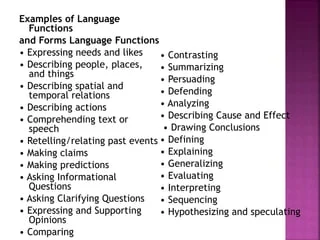 Examples of Language
Functions
and Forms Language Functions
• Expressing needs and likes
• Describing people, places,
and things
• Describing spatial and
temporal relations
• Describing actions
• Comprehending text or
speech
• Retelling/relating past events
• Making claims
• Making predictions
• Asking Informational
Questions
• Asking Clarifying Questions
• Expressing and Supporting
Opinions
• Comparing
• Contrasting
• Summarizing
• Persuading
• Defending
• Analyzing
• Describing Cause and Effect
• Drawing Conclusions
• Defining
• Explaining
• Generalizing
• Evaluating
• Interpreting
• Sequencing
• Hypothesizing and speculating